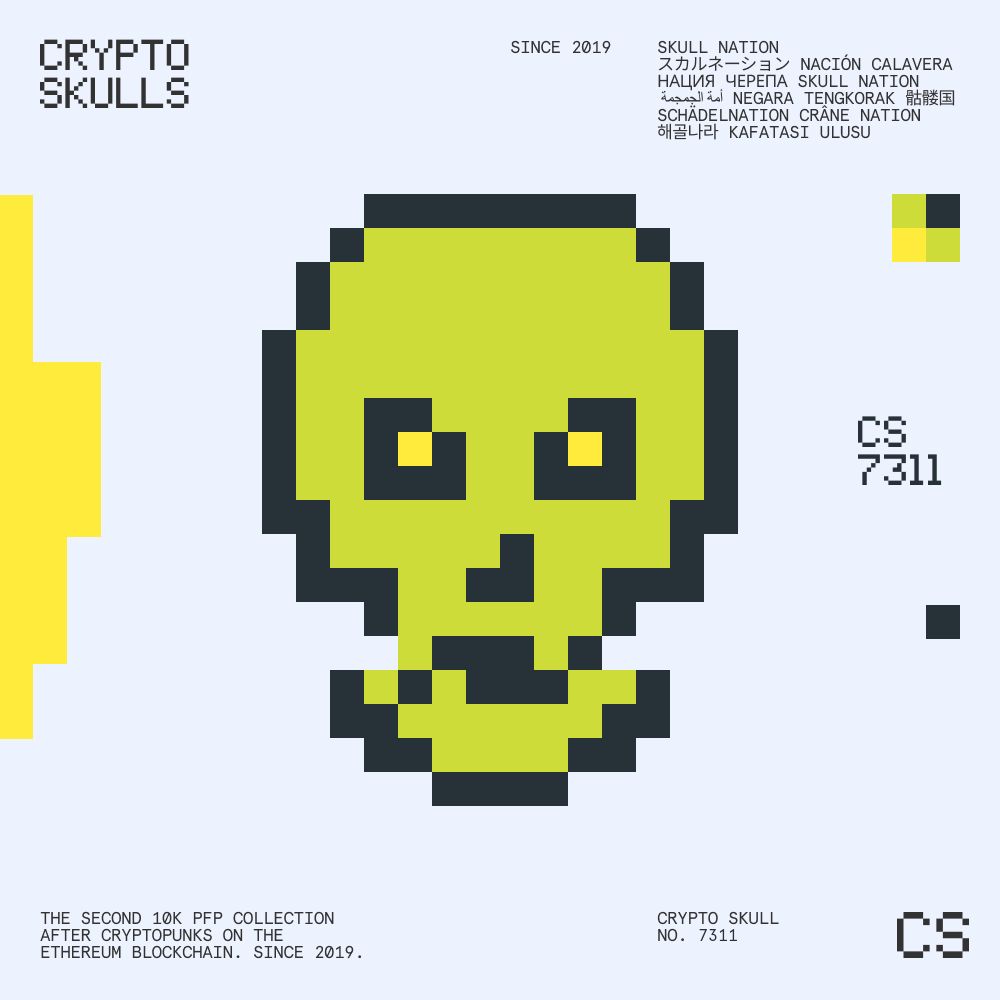 CRYPTO
SKULLS
SINCE 2019
SKULL NATION
スカルネーション NACIÓN CALAVERA
НАЦИЯ ЧЕРЕПА SKULL NATION
أمة الجمجمة NEGARA TENGKORAK 骷髅国
SCHÄDELNATION CRÂNE NATION
해골나라 KAFATASI ULUSU
CS
7311
THE SECOND 10K PFP COLLECTION
AFTER CRYPTOPUNKS ON THE
ETHEREUM BLOCKCHAIN. SINCE 2019.
CRYPTO SKULL
NO. 7311
CS